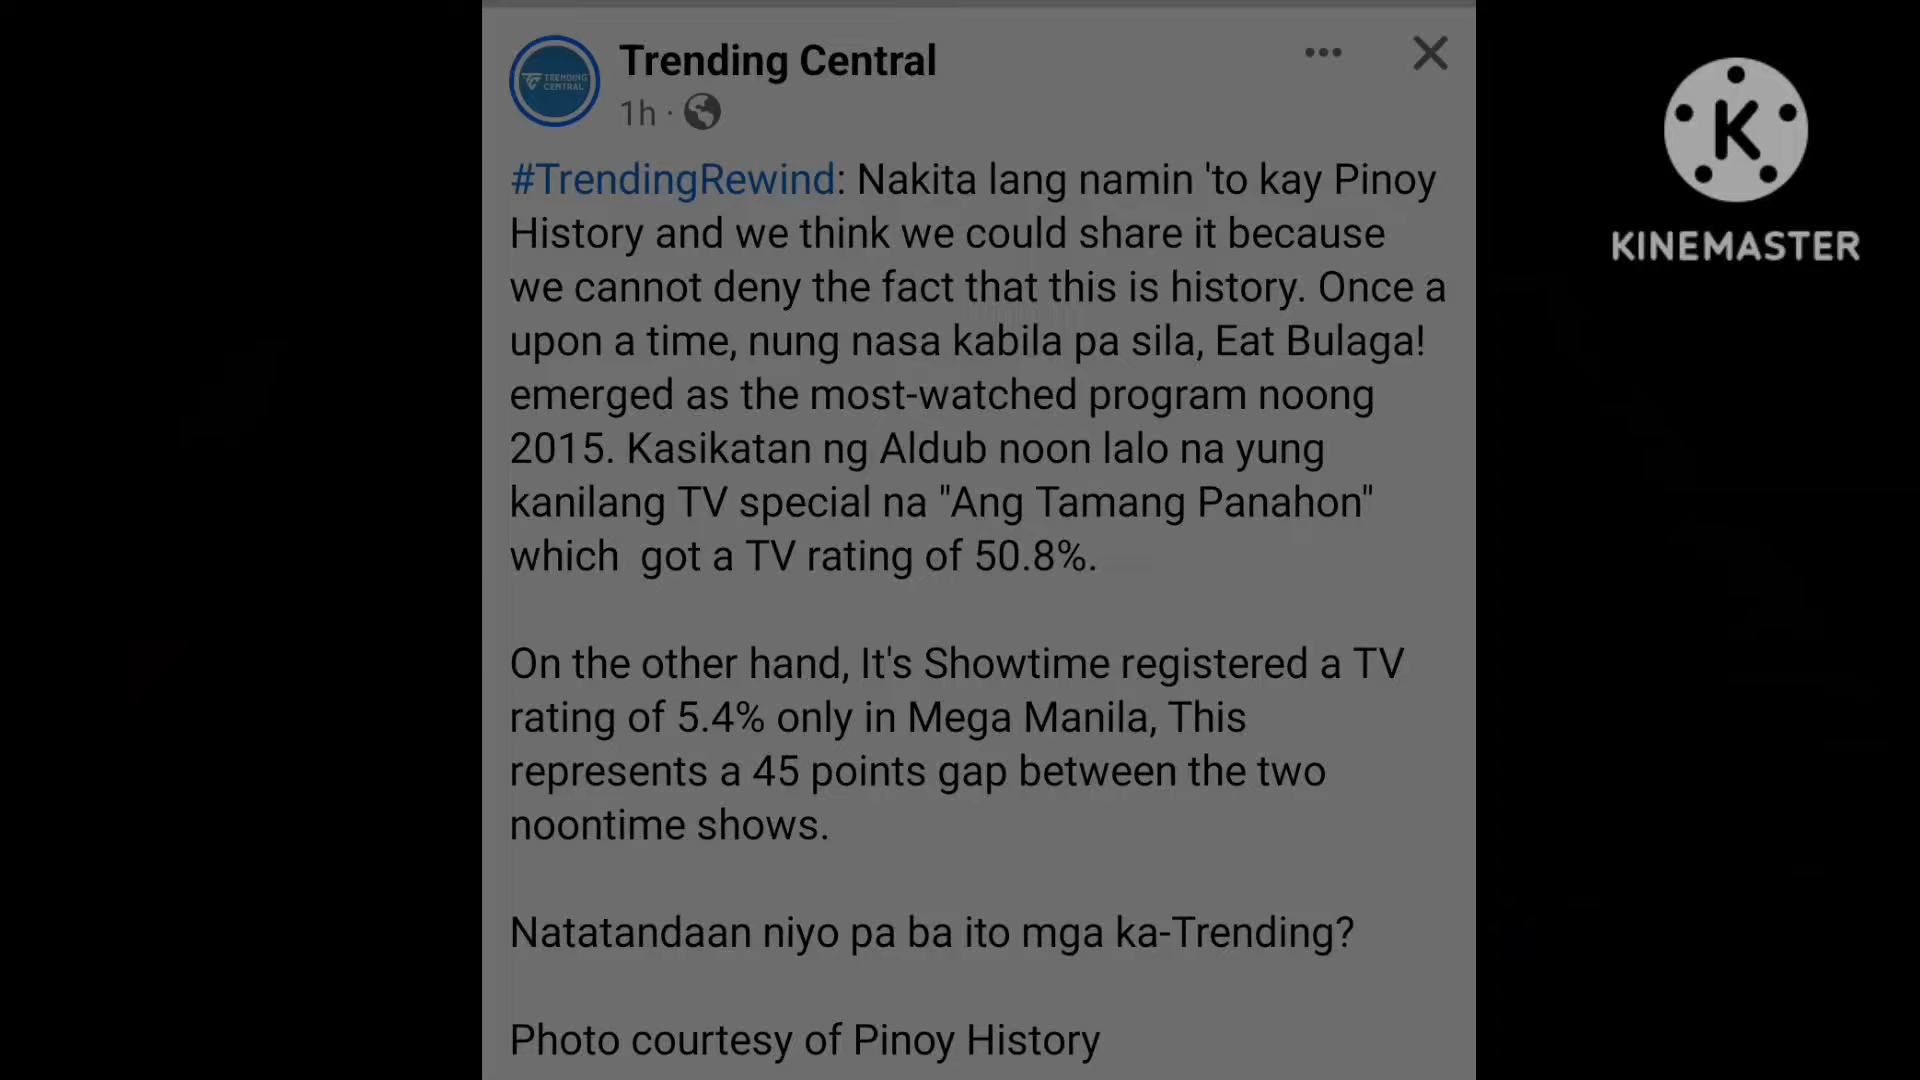 Trending Central
1h ·
TRENDING
CENTRAL
#TrendingRewind: Nakita lang namin 'to kay Pinoy
History and we think we could share it because
we cannot deny the fact that this is history. Once a
upon a time, nung nasa kabila pa sila, Eat Bulaga!
emerged as the most-watched program noong
2015. Kasikatan ng Aldub noon lalo na yung
kanilang TV special na "Ang Tamang Panahon"
which  got a TV rating of 50.8%.
On the other hand, It's Showtime registered a TV
rating of 5.4% only in Mega Manila, This
represents a 45 points gap between the two
noontime shows.
Natatandaan niyo pa ba ito mga ka-Trending?
Photo courtesy of Pinoy History
K
KINEMASTER